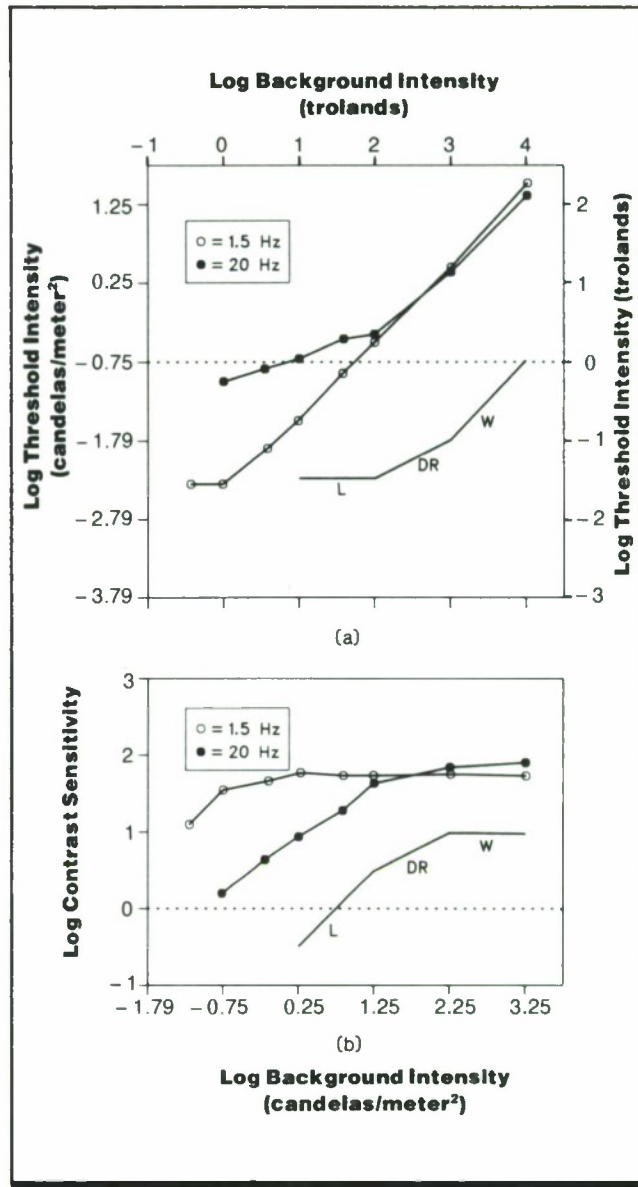 Log Background Intensity
(trolands)
−1 0 1 2 3 4
1.25
0.25
−0.75
−1.79
−2.79
−3.79
Log Threshold Intensity
(candelas/meter²)
○ = 1.5 Hz
● = 20 Hz
2
1
0
−1
−2
−3
Log Threshold Intensity (trolands)
L
DR
W
(a)
3
2
1
0
−1
Log Contrast Sensitivity
○ = 1.5 Hz
● = 20 Hz
L
DR
W
−1.79 −0.75 0.25 1.25 2.25 3.25
(b)
Log Background Intensity
(candelas/meter²)